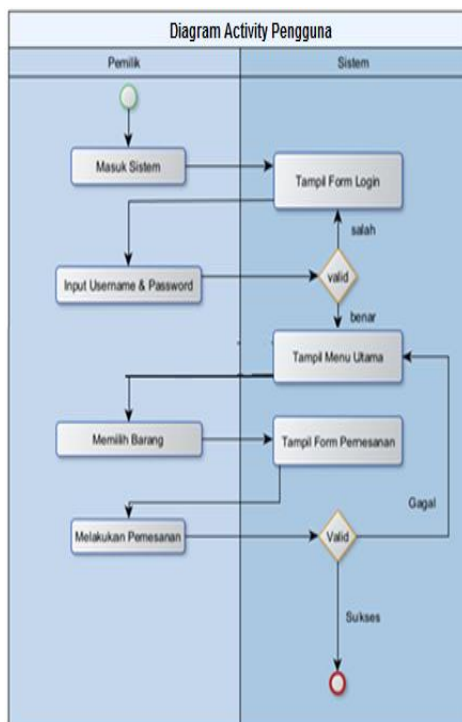 Diagram Activity Pengguna
Pemilik
Sistem
Masuk Sistem
Tampil Form Login
salah
Input Username & Password
valid
benar
Tampil Menu Utama
Memilih Barang
Tampil Form Pemesanan
Gagal
Melakukan Pemesanan
Valid
Sukses